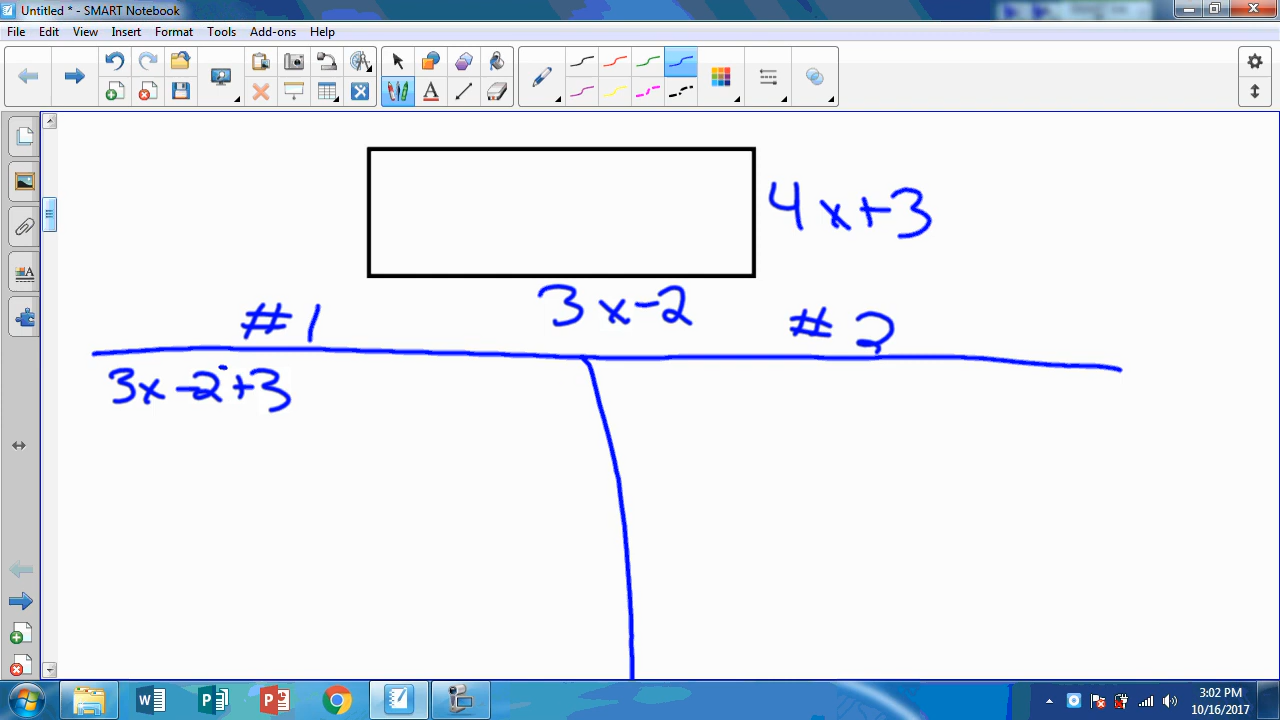 Untitled * - SMART Notebook
File Edit View Insert Format Tools Add-ons Help
4x+3
3x-2
#1
#2
3x-2+3
3:02 PM
10/16/2017